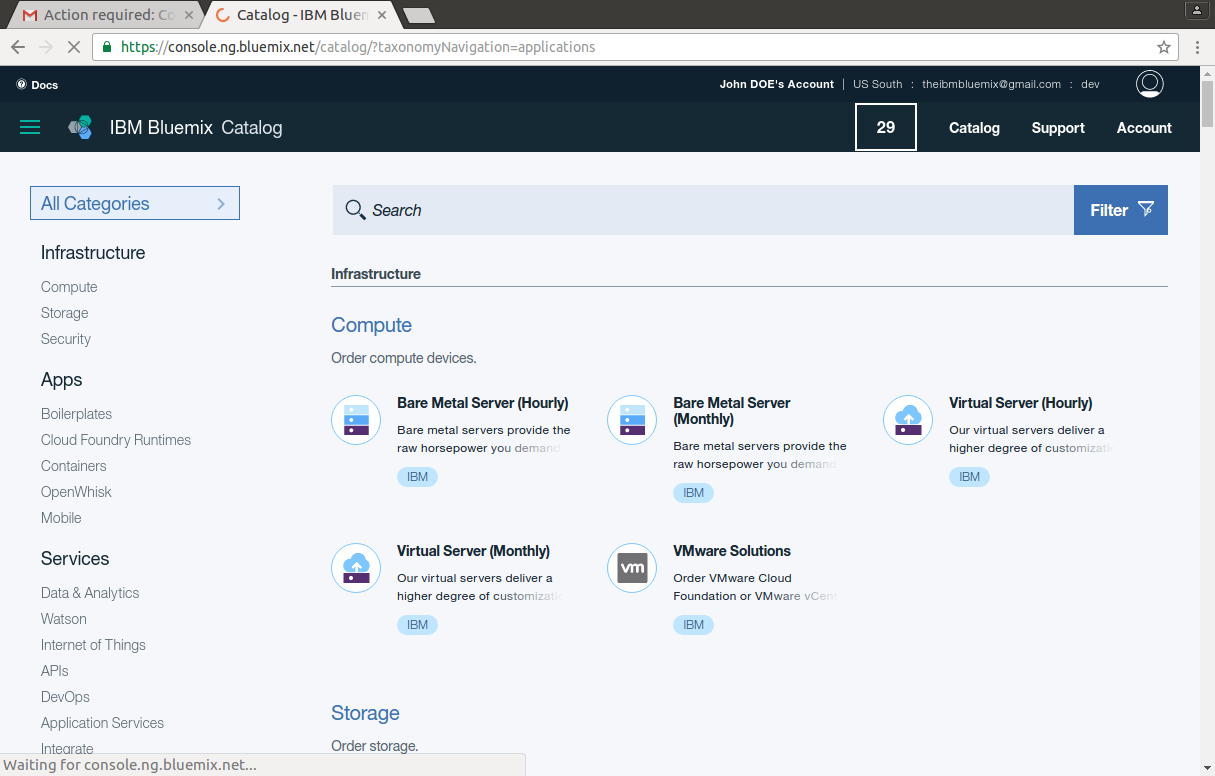 Action required: Co
Catalog - IBM Bluem
https://console.ng.bluemix.net/catalog/?taxonomyNavigation=applications
Docs
John DOE's Account | US South : theibmbluemix@gmail.com : dev
IBM Bluemix Catalog
29
Catalog
Support
Account
All Categories
Infrastructure
Compute
Storage
Security
Apps
Boilerplates
Cloud Foundry Runtimes
Containers
OpenWhisk
Mobile
Services
Data & Analytics
Watson
Internet of Things
APIs
DevOps
Application Services
Integrate
Search
Filter
Infrastructure
Compute
Order compute devices.
Bare Metal Server (Hourly)
Bare metal servers provide the
raw horsepower you demand
IBM
Bare Metal Server
(Monthly)
Bare metal servers provide the
raw horsepower you demand
IBM
Virtual Server (Hourly)
Our virtual servers deliver a
higher degree of customizati
IBM
Virtual Server (Monthly)
Our virtual servers deliver a
higher degree of customizati
IBM
vm
VMware Solutions
Order VMware Cloud
Foundation or VMware vCent
IBM
Storage
Order storage.
Waiting for console.ng.bluemix.net...